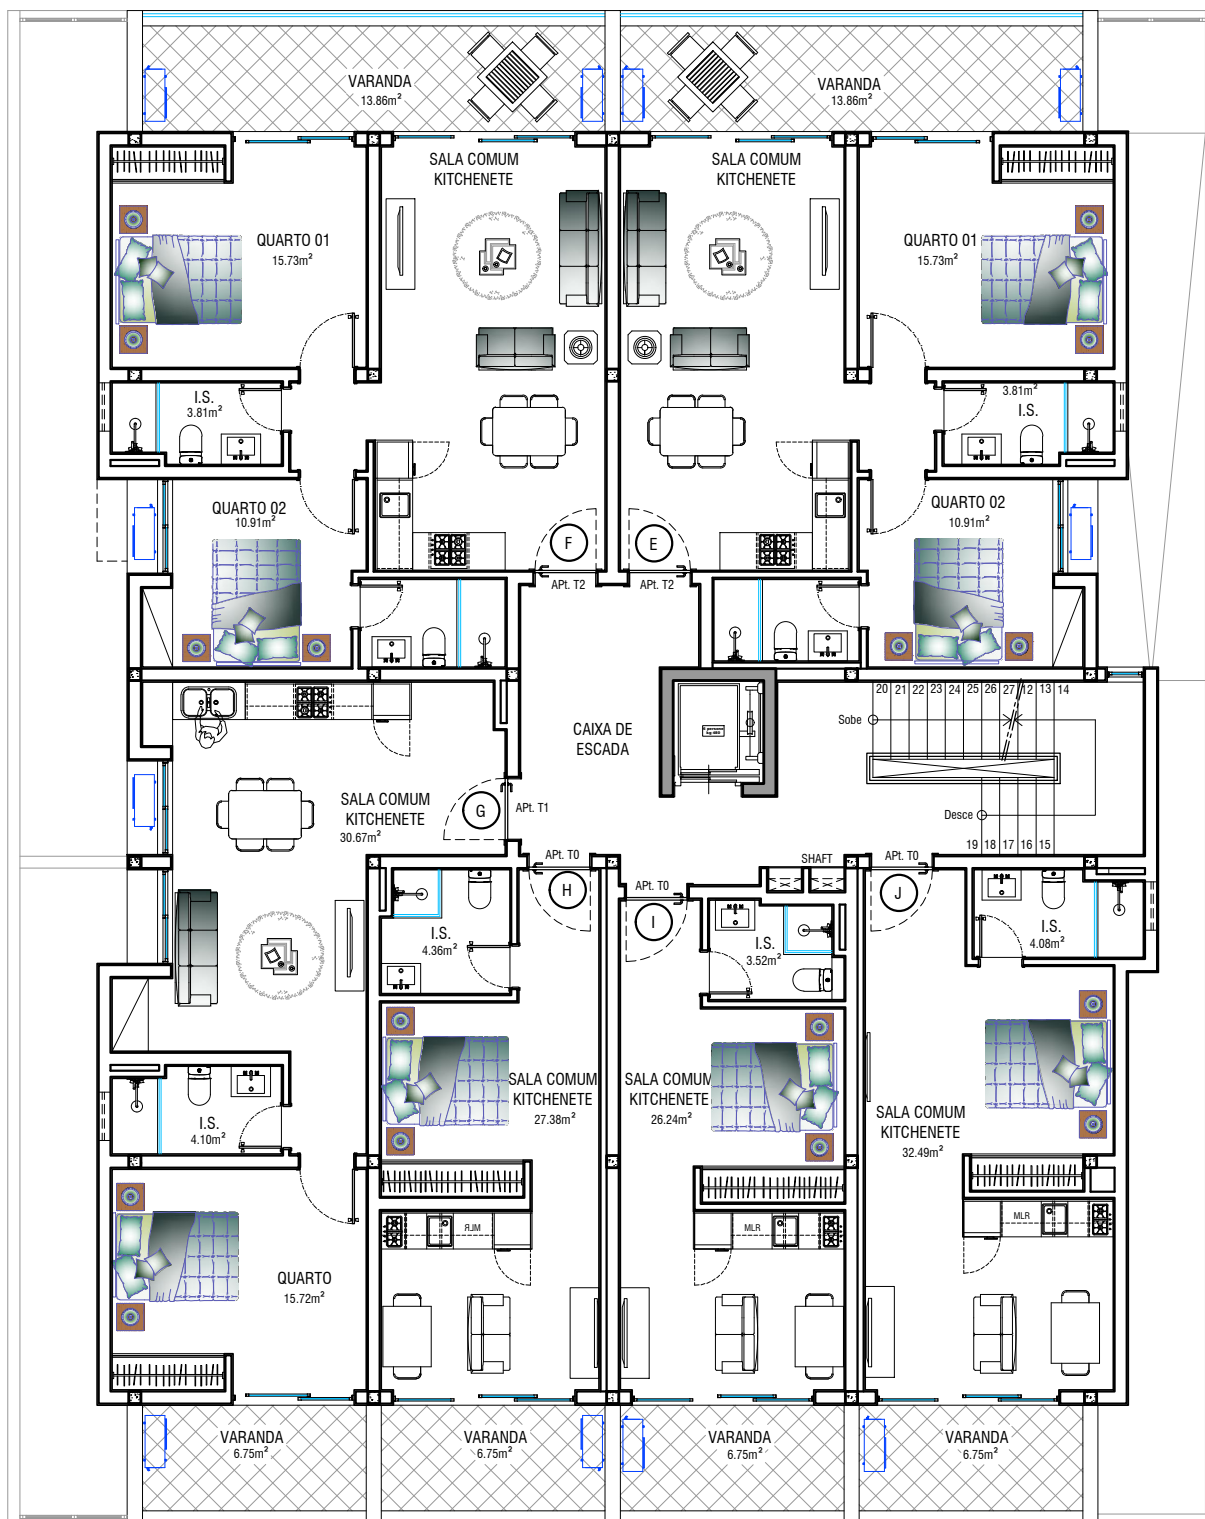 VARANDA
13.86m²
VARANDA
13.86m²
SALA COMUM
KITCHENETE
SALA COMUM
KITCHENETE
QUARTO 01
15.73m²
QUARTO 01
15.73m²
I.S.
3.81m²
3.81m²
I.S.
QUARTO 02
10.91m²
QUARTO 02
10.91m²
F
E
APt. T2
APt. T2
20
21
22
23
24
25
26
27
12
13
14
Sobe
CAIXA DE
ESCADA
SALA COMUM
KITCHENETE
30.67m²
G
APt. T1
Desce
19
18
17
16
15
APt. T0
SHAFT
APt. T0
APt. T0
H
I
J
I.S.
4.36m²
I.S.
3.52m²
I.S.
4.08m²
SALA COMUM
KITCHENETE
27.38m²
SALA COMUM
KITCHENETE
26.24m²
SALA COMUM
KITCHENETE
32.49m²
I.S.
4.10m²
MLR
MLR
MLR
QUARTO
15.72m²
VARANDA
6.75m²
VARANDA
6.75m²
VARANDA
6.75m²
VARANDA
6.75m²